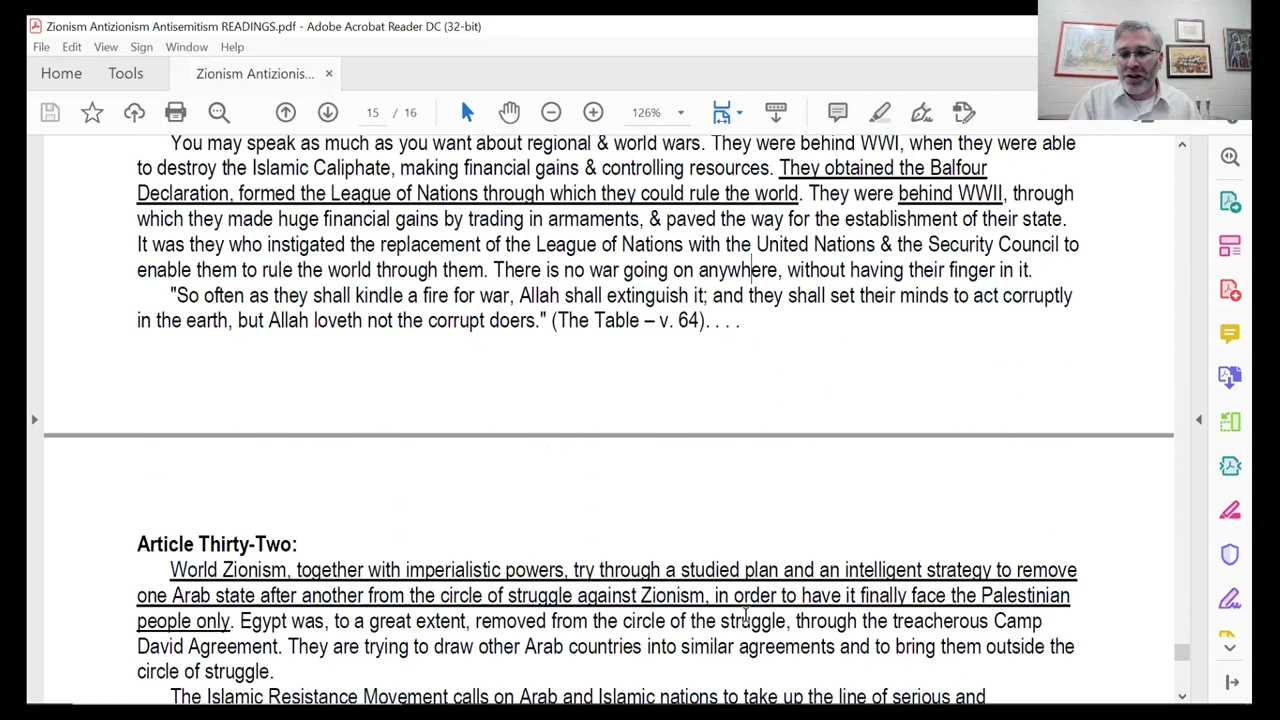 Zionism Antizionism Antisemitism READINGS.pdf - Adobe Acrobat Reader DC (32-bit)
File Edit View Sign Window Help
Home Tools Zionism Antizionis... ×
15 / 16 126%
You may speak as much as you want about regional & world wars. They were behind WWI, when they were able
to destroy the Islamic Caliphate, making financial gains & controlling resources. They obtained the Balfour
Declaration, formed the League of Nations through which they could rule the world. They were behind WWII, through
which they made huge financial gains by trading in armaments, & paved the way for the establishment of their state.
It was they who instigated the replacement of the League of Nations with the United Nations & the Security Council to
enable them to rule the world through them. There is no war going on anywhere, without having their finger in it.
"So often as they shall kindle a fire for war, Allah shall extinguish it; and they shall set their minds to act corruptly
in the earth, but Allah loveth not the corrupt doers." (The Table – v. 64). . . .
Article Thirty-Two:
World Zionism, together with imperialistic powers, try through a studied plan and an intelligent strategy to remove
one Arab state after another from the circle of struggle against Zionism, in order to have it finally face the Palestinian
people only. Egypt was, to a great extent, removed from the circle of the struggle, through the treacherous Camp
David Agreement. They are trying to draw other Arab countries into similar agreements and to bring them outside the
circle of struggle.
The Islamic Resistance Movement calls on Arab and Islamic nations to take up the line of serious and